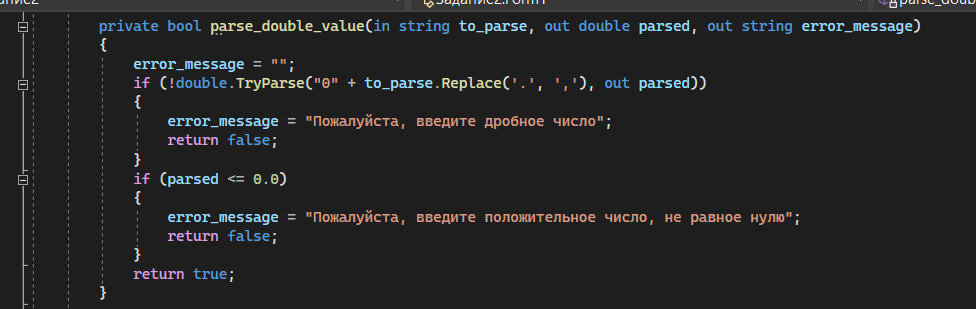 Задание2.Form1
private bool parse_double_value(in string to_parse, out double parsed, out string error_message)
{
error_message = "";
if (!double.TryParse("0" + to_parse.Replace('.', ','), out parsed))
{
error_message = "Пожалуйста, введите дробное число";
return false;
}
if (parsed <= 0.0)
{
error_message = "Пожалуйста, введите положительное число, не равное нулю";
return false;
}
return true;
}